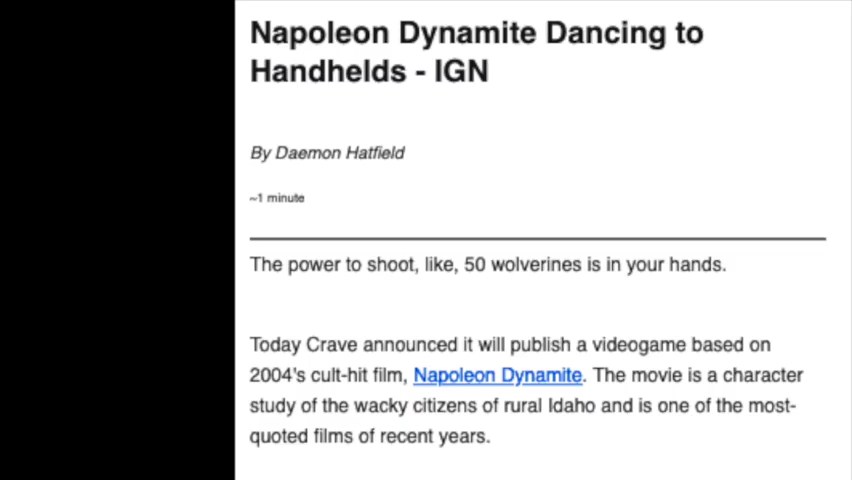 Napoleon Dynamite Dancing to
Handhelds - IGN
By Daemon Hatfield
~1 minute
The power to shoot, like, 50 wolverines is in your hands.
Today Crave announced it will publish a videogame based on
2004's cult-hit film, Napoleon Dynamite. The movie is a character
study of the wacky citizens of rural Idaho and is one of the most-
quoted films of recent years.